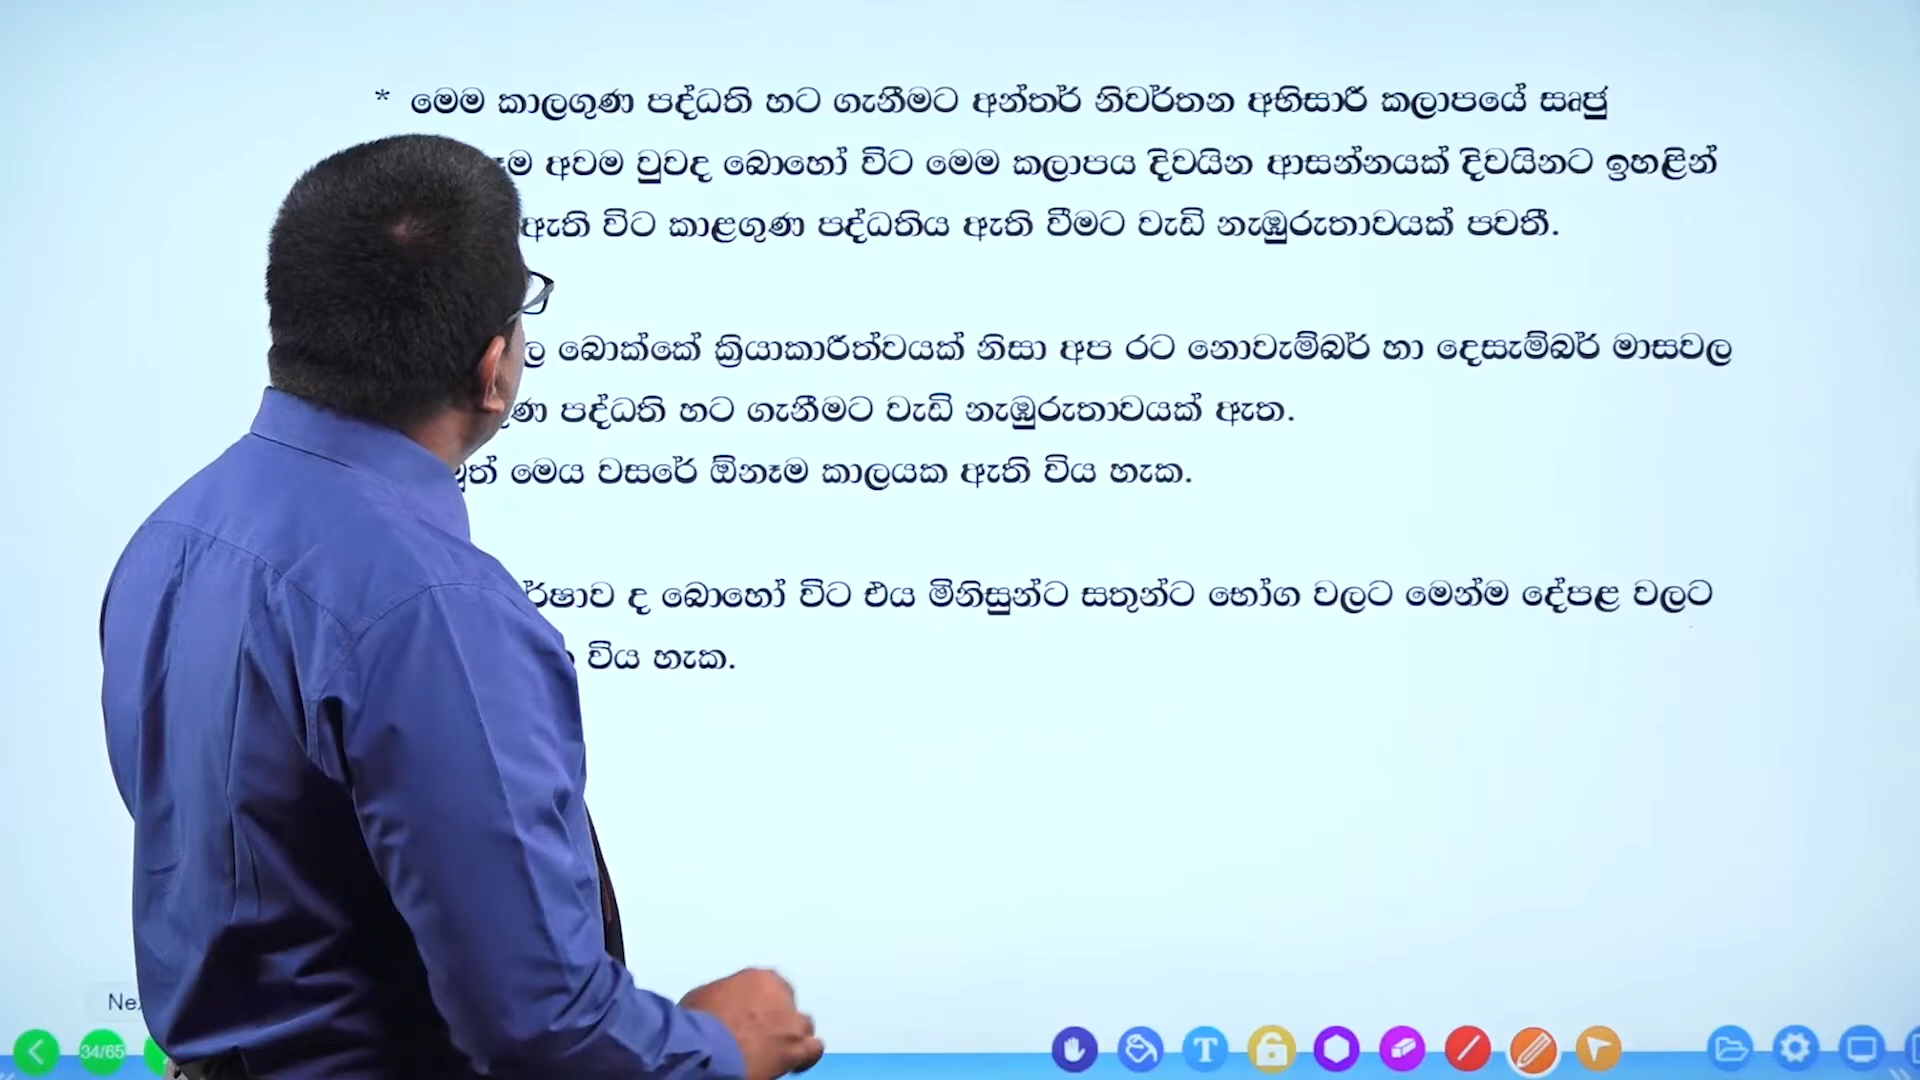 * මෙම කාලගුණ පද්ධති හට ගැනීමට අන්තර් නිවර්තන අභිසාරී කලාපයේ සෘජු
අවම වුවද බොහෝ විට මෙම කලාපය දිවයින ආසන්නයක් දිවයිනට ඉහළින්
ඇති විට කාළගුණ පද්ධතිය ඇති වීමට වැඩි නැඹුරුතාවයක් පවතී.
බොක්කේ ක්‍රියාකාරීත්වයක් නිසා අප රට නොවැම්බර් හා දෙසැම්බර් මාසවල
පද්ධති හට ගැනීමට වැඩි නැඹුරුතාවයක් ඇත.
මෙය වසරේ ඕනෑම කාලයක ඇති විය හැක.
ද බොහෝ විට එය මිනිසුන්ට සතුන්ට භෝග වලට මෙන්ම දේපළ වලට
විය හැක.
34/65